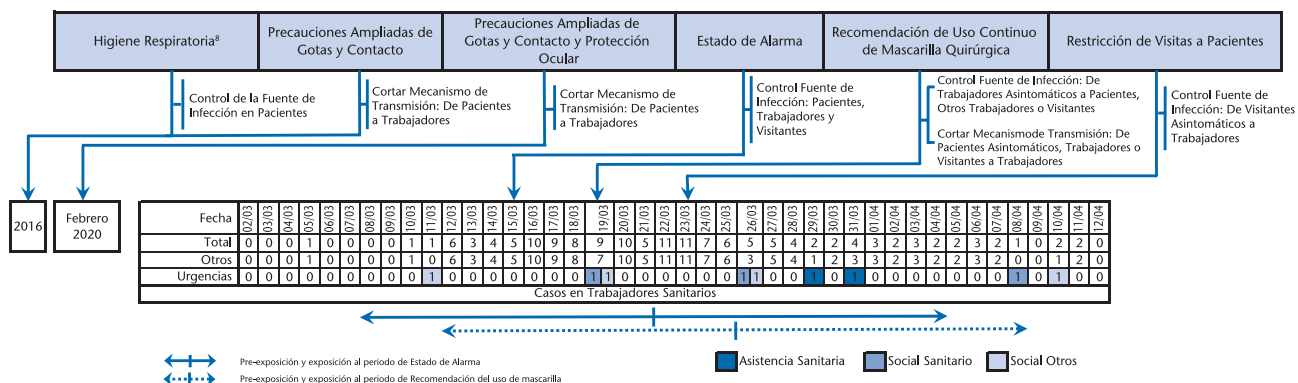 Higiene Respiratoria⁸
Precauciones Ampliadas de
Gotas y Contacto
Precauciones Ampliadas de
Gotas y Contacto y Protección
Ocular
Estado de Alarma
Recomendación de Uso Continuo
de Mascarilla Quirúrgica
Restricción de Visitas a Pacientes
Control de la Fuente de
Infección en Pacientes
Cortar Mecanismo de
Transmisión: De Pacientes
a Trabajadores
Cortar Mecanismo de
Transmisión: De Pacientes
a Trabajadores
Control Fuente de
Infección: Pacientes,
Trabajadores y
Visitantes
Control Fuente de Infección: De
Trabajadores Asintomáticos a Pacientes,
Otros Trabajadores o Visitantes
Cortar Mecanismode Transmisión: De
Pacientes Asintomáticos, Trabajadores o
Visitantes a Trabajadores
Control Fuente de
Infección: De Visitantes
Asintomáticos a
Trabajadores
2016
Febrero
2020
Fecha 02/03 03/03 04/03 05/03 06/03 07/03 08/03 09/03 10/03 11/03 12/03 13/03 14/03 15/03 16/03 17/03 18/03 19/03 20/03 21/03 22/03 23/03 24/03 25/03 26/03 27/03 28/03 29/03 30/03 31/03 01/04 02/04 03/04 04/04 05/04 06/04 07/04 08/04 09/04 10/04 11/04 12/04
Total 0 0 0 1 0 0 0 0 1 1 6 3 4 5 10 9 8 9 10 5 11 11 7 6 5 5 4 2 2 4 3 2 3 2 2 3 2 1 0 2 2 0
Otros 0 0 0 1 0 0 0 0 1 0 6 3 4 5 10 9 8 7 10 5 11 11 7 6 3 5 4 1 2 3 3 2 3 2 2 3 2 0 0 1 2 0
Urgencias 0 0 0 0 0 0 0 0 0 1 0 0 0 0 0 0 0 1 1 0 0 0 0 0 0 1 1 0 0 1 0 1 0 0 0 0 0 0 0 1 0 1 0 0
Casos en Trabajadores Sanitarios
Pre-exposición y exposición al periodo de Estado de Alarma
Pre-exposición y exposición al periodo de Recomendación del uso de mascarilla
Asistencia Sanitaria
Social Sanitario
Social Otros